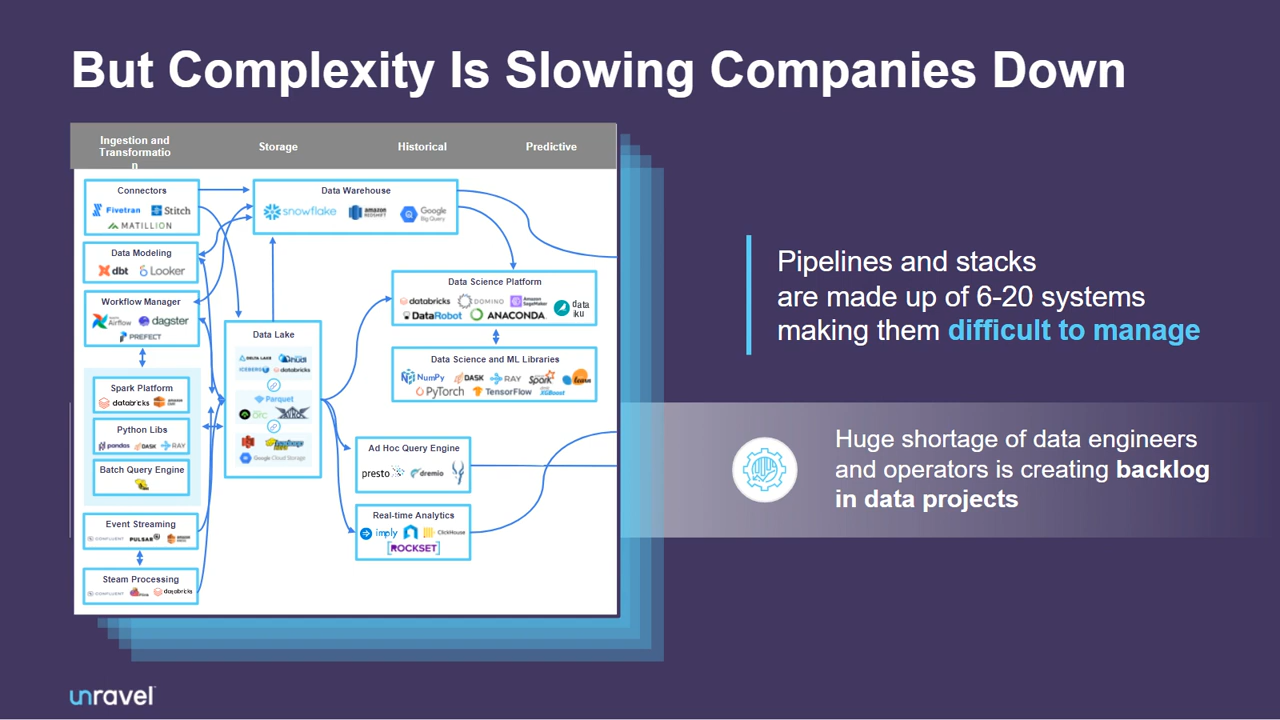 But Complexity Is Slowing Companies Down
Ingestion and
Transformatio
n
Storage
Historical
Predictive
Connectors
Fivetran
Stitch
MATILLION
Data Modeling
dbt
Looker
Workflow Manager
Airflow
dagster
PREFECT
Spark Platform
databricks
Python Libs
pandas
DASK
RAY
Batch Query Engine
Event Streaming
CONFLUENT
PULSAR
Steam Processing
CONFLUENT
databricks
Data Warehouse
snowflake
amazon
REDSHIFT
Google
Big Query
Data Lake
DELTA LAKE
hudi
ICEBERG
databricks
Parquet
orc
hadoop
Google Cloud Storage
Data Science Platform
databricks
DOMINO
Amazon
SageMaker
data
iku
DataRobot
ANACONDA
Data Science and ML Libraries
NumPy
DASK
RAY
Spark
learn
PyTorch
TensorFlow
XGBoost
Ad Hoc Query Engine
presto
dremio
Real-time Analytics
imply
ClickHouse
ROCKSET
Pipelines and stacks
are made up of 6-20 systems
making them difficult to manage
Huge shortage of data engineers
and operators is creating backlog
in data projects
unravel